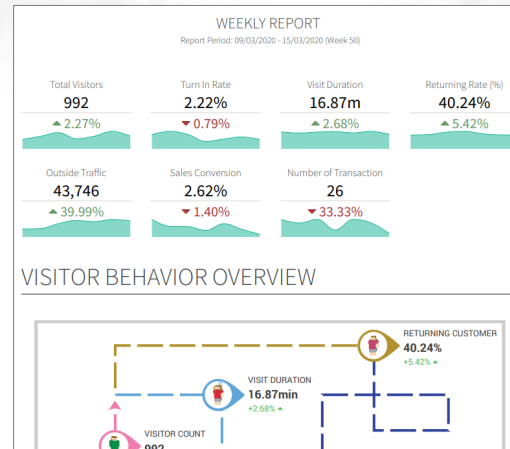 WEEKLY REPORT
Report Period: 09/03/2020 - 15/03/2020 (Week 50)
Total Visitors
992
2.27%
Turn In Rate
2.22%
0.79%
Visit Duration
16.87m
2.68%
Returning Rate (%)
40.24%
5.42%
Outside Traffic
43,746
39.99%
Sales Conversion
2.62%
1.40%
Number of Transaction
26
33.33%
VISITOR BEHAVIOR OVERVIEW
RETURNING CUSTOMER
40.24%
+5.42%
VISIT DURATION
16.87min
+2.68%
VISITOR COUNT
992